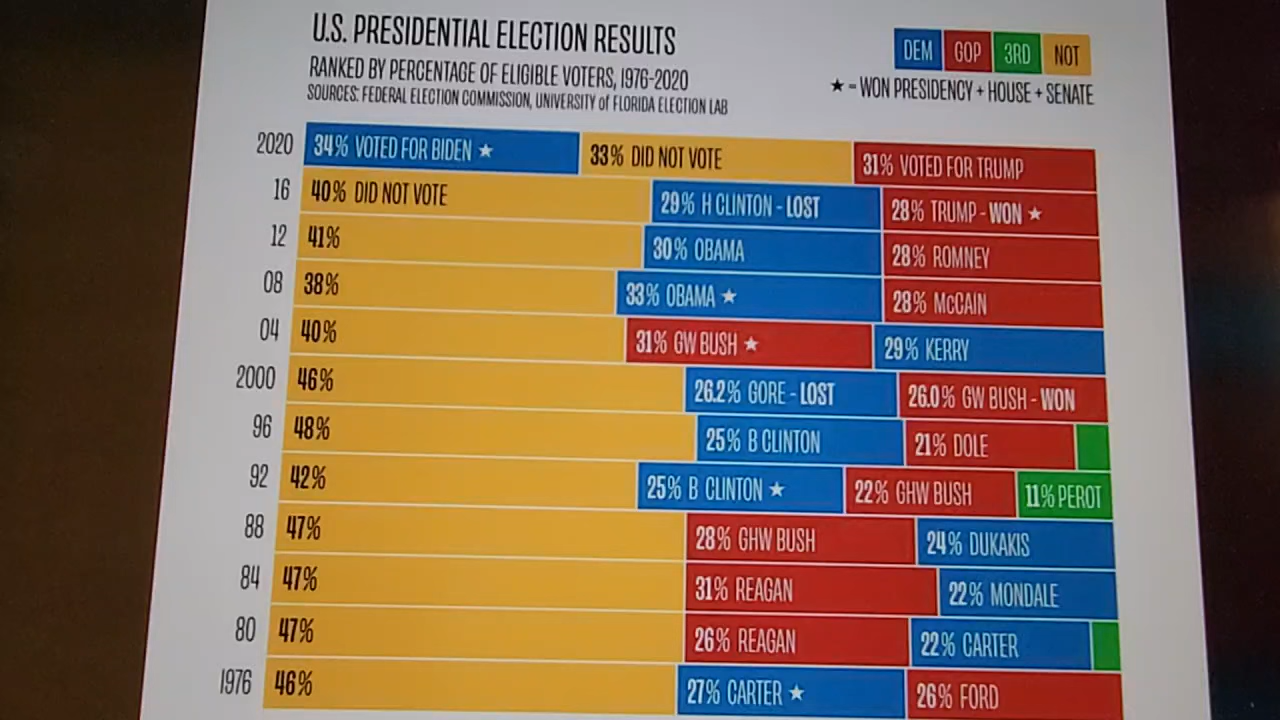 U.S. PRESIDENTIAL ELECTION RESULTS
RANKED BY PERCENTAGE OF ELIGIBLE VOTERS, 1976-2020
SOURCES: FEDERAL ELECTION COMMISSION, UNIVERSITY of FLORIDA ELECTION LAB
DEM GOP 3RD NOT
★ = WON PRESIDENCY + HOUSE + SENATE
2020 34% VOTED FOR BIDEN ★ 33% DID NOT VOTE 31% VOTED FOR TRUMP
16 40% DID NOT VOTE 29% H CLINTON - LOST 28% TRUMP - WON ★
12 41% 30% OBAMA 28% ROMNEY
08 38% 33% OBAMA ★ 28% McCAIN
04 40% 31% GW BUSH ★ 29% KERRY
2000 46% 26.2% GORE - LOST 26.0% GW BUSH - WON
96 48% 25% B CLINTON 21% DOLE
92 42% 25% B CLINTON ★ 22% GHW BUSH 11% PEROT
88 47% 28% GHW BUSH 24% DUKAKIS
84 47% 31% REAGAN 22% MONDALE
80 47% 26% REAGAN 22% CARTER
1976 46% 27% CARTER ★ 26% FORD